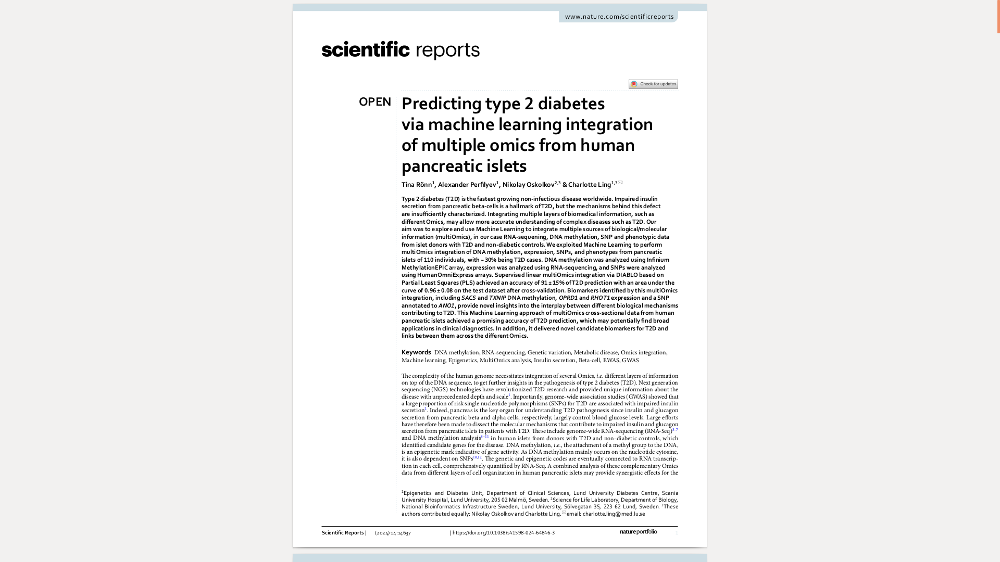 www.nature.com/scientificreports
scientific reports
Check for updates
OPEN
Predicting type 2 diabetes
via machine learning integration
of multiple omics from human
pancreatic islets
Tina Rönn1, Alexander Perfilyev1, Nikolay Oskolkov2,3 & Charlotte Ling1,3✉
Type 2 diabetes (T2D) is the fastest growing non-infectious disease worldwide. Impaired insulin
secretion from pancreatic beta-cells is a hallmark of T2D, but the mechanisms behind this defect
are insufficiently characterized. Integrating multiple layers of biomedical information, such as
different Omics, may allow more accurate understanding of complex diseases such as T2D. Our
aim was to explore and use Machine Learning to integrate multiple sources of biological/molecular
information (multiOmics), in our case RNA-sequening, DNA methylation, SNP and phenotypic data
from islet donors with T2D and non-diabetic controls. We exploited Machine Learning to perform
multiOmics integration of DNA methylation, expression, SNPs, and phenotypes from pancreatic
islets of 110 individuals, with ~ 30% being T2D cases. DNA methylation was analyzed using Infinium
MethylationEPIC array, expression was analyzed using RNA-sequencing, and SNPs were analyzed
using HumanOmniExpress arrays. Supervised linear multiOmics integration via DIABLO based on
Partial Least Squares (PLS) achieved an accuracy of 91 ± 15% of T2D prediction with an area under the
curve of 0.96 ± 0.08 on the test dataset after cross-validation. Biomarkers identified by this multiOmics
integration, including SACS and TXNIP DNA methylation, OPRD1 and RHOT1 expression and a SNP
annotated to ANO1, provide novel insights into the interplay between different biological mechanisms
contributing to T2D. This Machine Learning approach of multiOmics cross-sectional data from human
pancreatic islets achieved a promising accuracy of T2D prediction, which may potentially find broad
applications in clinical diagnostics. In addition, it delivered novel candidate biomarkers for T2D and
links between them across the different Omics.
Keywords DNA methylation, RNA-sequencing, Genetic variation, Metabolic disease, Omics integration,
Machine learning, Epigenetics, MultiOmics analysis, Insulin secretion, Beta-cell, EWAS, GWAS
The complexity of the human genome necessitates integration of several Omics, i.e. different layers of information
on top of the DNA sequence, to get further insights in the pathogenesis of type 2 diabetes (T2D). Next generation
sequencing (NGS) technologies have revolutionized T2D research and provided unique information about the
disease with unprecedented depth and scale1. Importantly, genome-wide association studies (GWAS) showed that
a large proportion of risk single nucleotide polymorphisms (SNPs) for T2D are associated with impaired insulin
secretion2. Indeed, pancreas is the key organ for understanding T2D pathogenesis since insulin and glucagon
secretion from pancreatic beta and alpha cells, respectively, largely control blood glucose levels. Large efforts
have therefore been made to dissect the molecular mechanisms that contribute to impaired insulin and glucagon
secretion from pancreatic islets in patients with T2D. These include genome-wide RNA-sequencing (RNA-Seq)3–7
and DNA methylation analysis8–11 in human islets from donors with T2D and non-diabetic controls, which
identified candidate genes for the disease. DNA methylation, i.e., the attachment of a methyl group to the DNA,
is an epigenetic mark indicative of gene activity. As DNA methylation mainly occurs on the nucleotide cytosine,
it is also dependent on SNPs10,12. The genetic and epigenetic codes are eventually connected to RNA transcrip-
tion in each cell, comprehensively quantified by RNA-Seq. A combined analysis of these complementary Omics
data from different layers of cell organization in human pancreatic islets may provide synergistic effects for the
1Epigenetics and Diabetes Unit, Department of Clinical Sciences, Lund University Diabetes Centre, Scania
University Hospital, Lund University, 205 02 Malmö, Sweden. 2Science for Life Laboratory, Department of Biology,
National Bioinformatics Infrastructure Sweden, Lund University, Sölvegatan 35, 223 62 Lund, Sweden. 3These
authors contributed equally: Nikolay Oskolkov and Charlotte Ling. ✉email: charlotte.ling@med.lu.se
Scientific Reports | (2024) 14:14637 | https://doi.org/10.1038/s41598-024-64846-3 nature portfolio 1